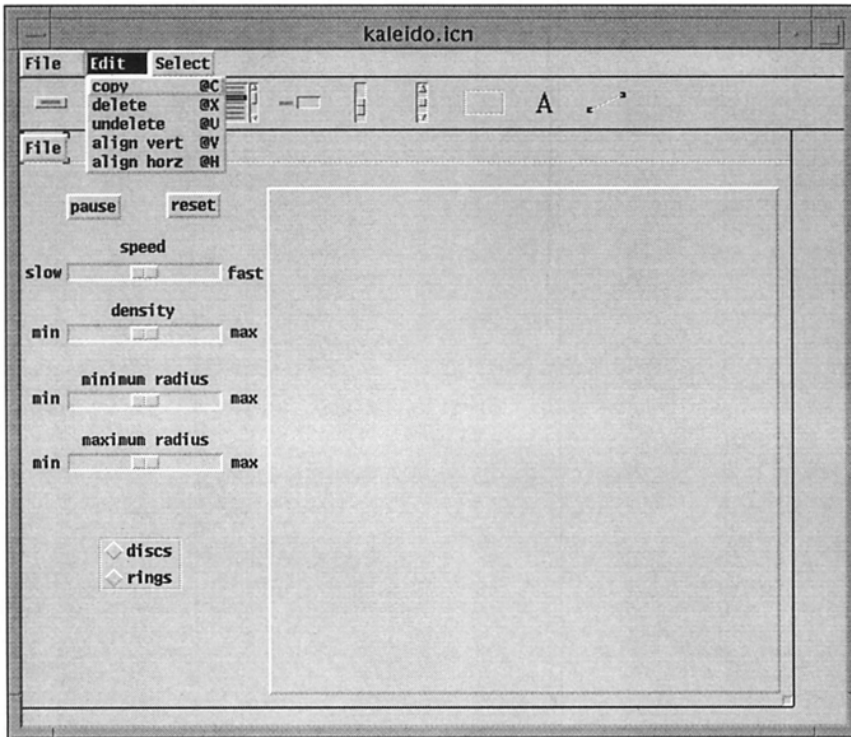 kaleido.icn
File Edit Select
copy @C
delete @X
undelete @U
align vert @V
align horz @H
A
File
pause reset
speed
slow fast
density
min max
minimum radius
min max
maximum radius
min max
discs
rings